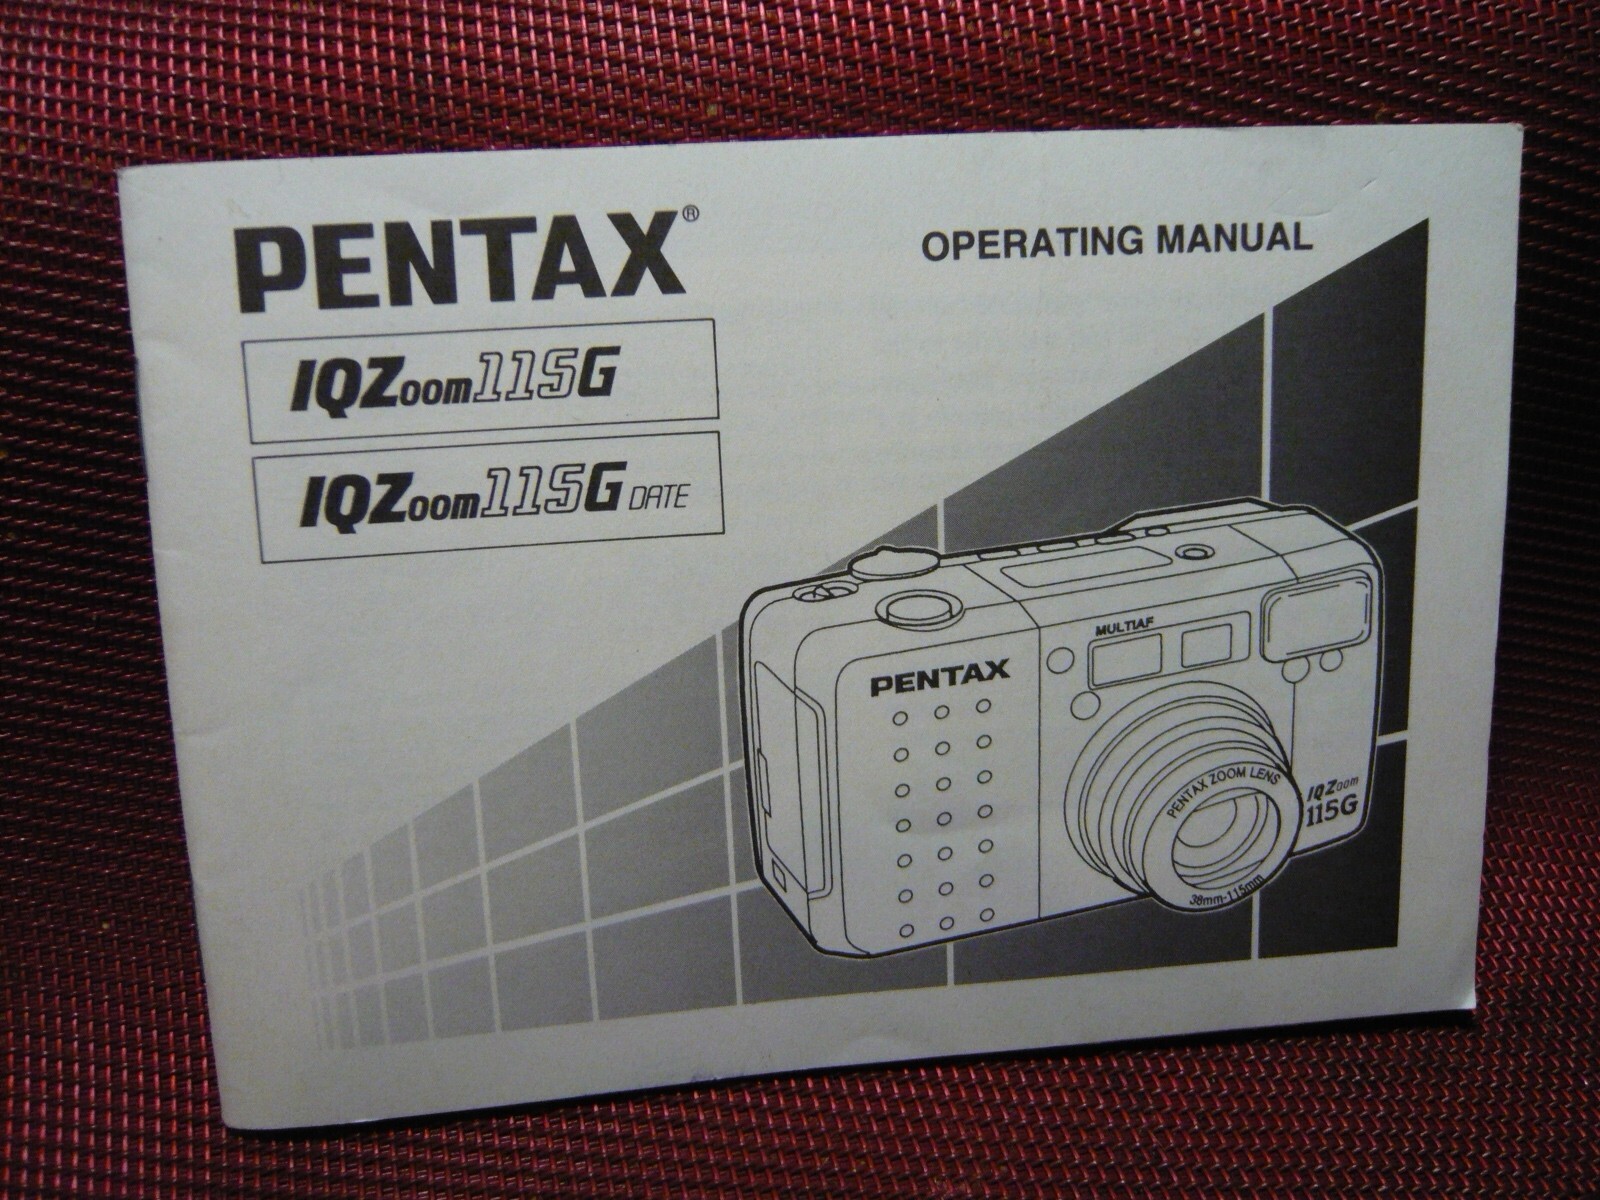 PENTAX®
OPERATING MANUAL
IQZoom115G
IQZoom115G DATE
MULTIAF
PENTAX
PENTAX ZOOM LENS
IQZoom
115G
38mm-115mm